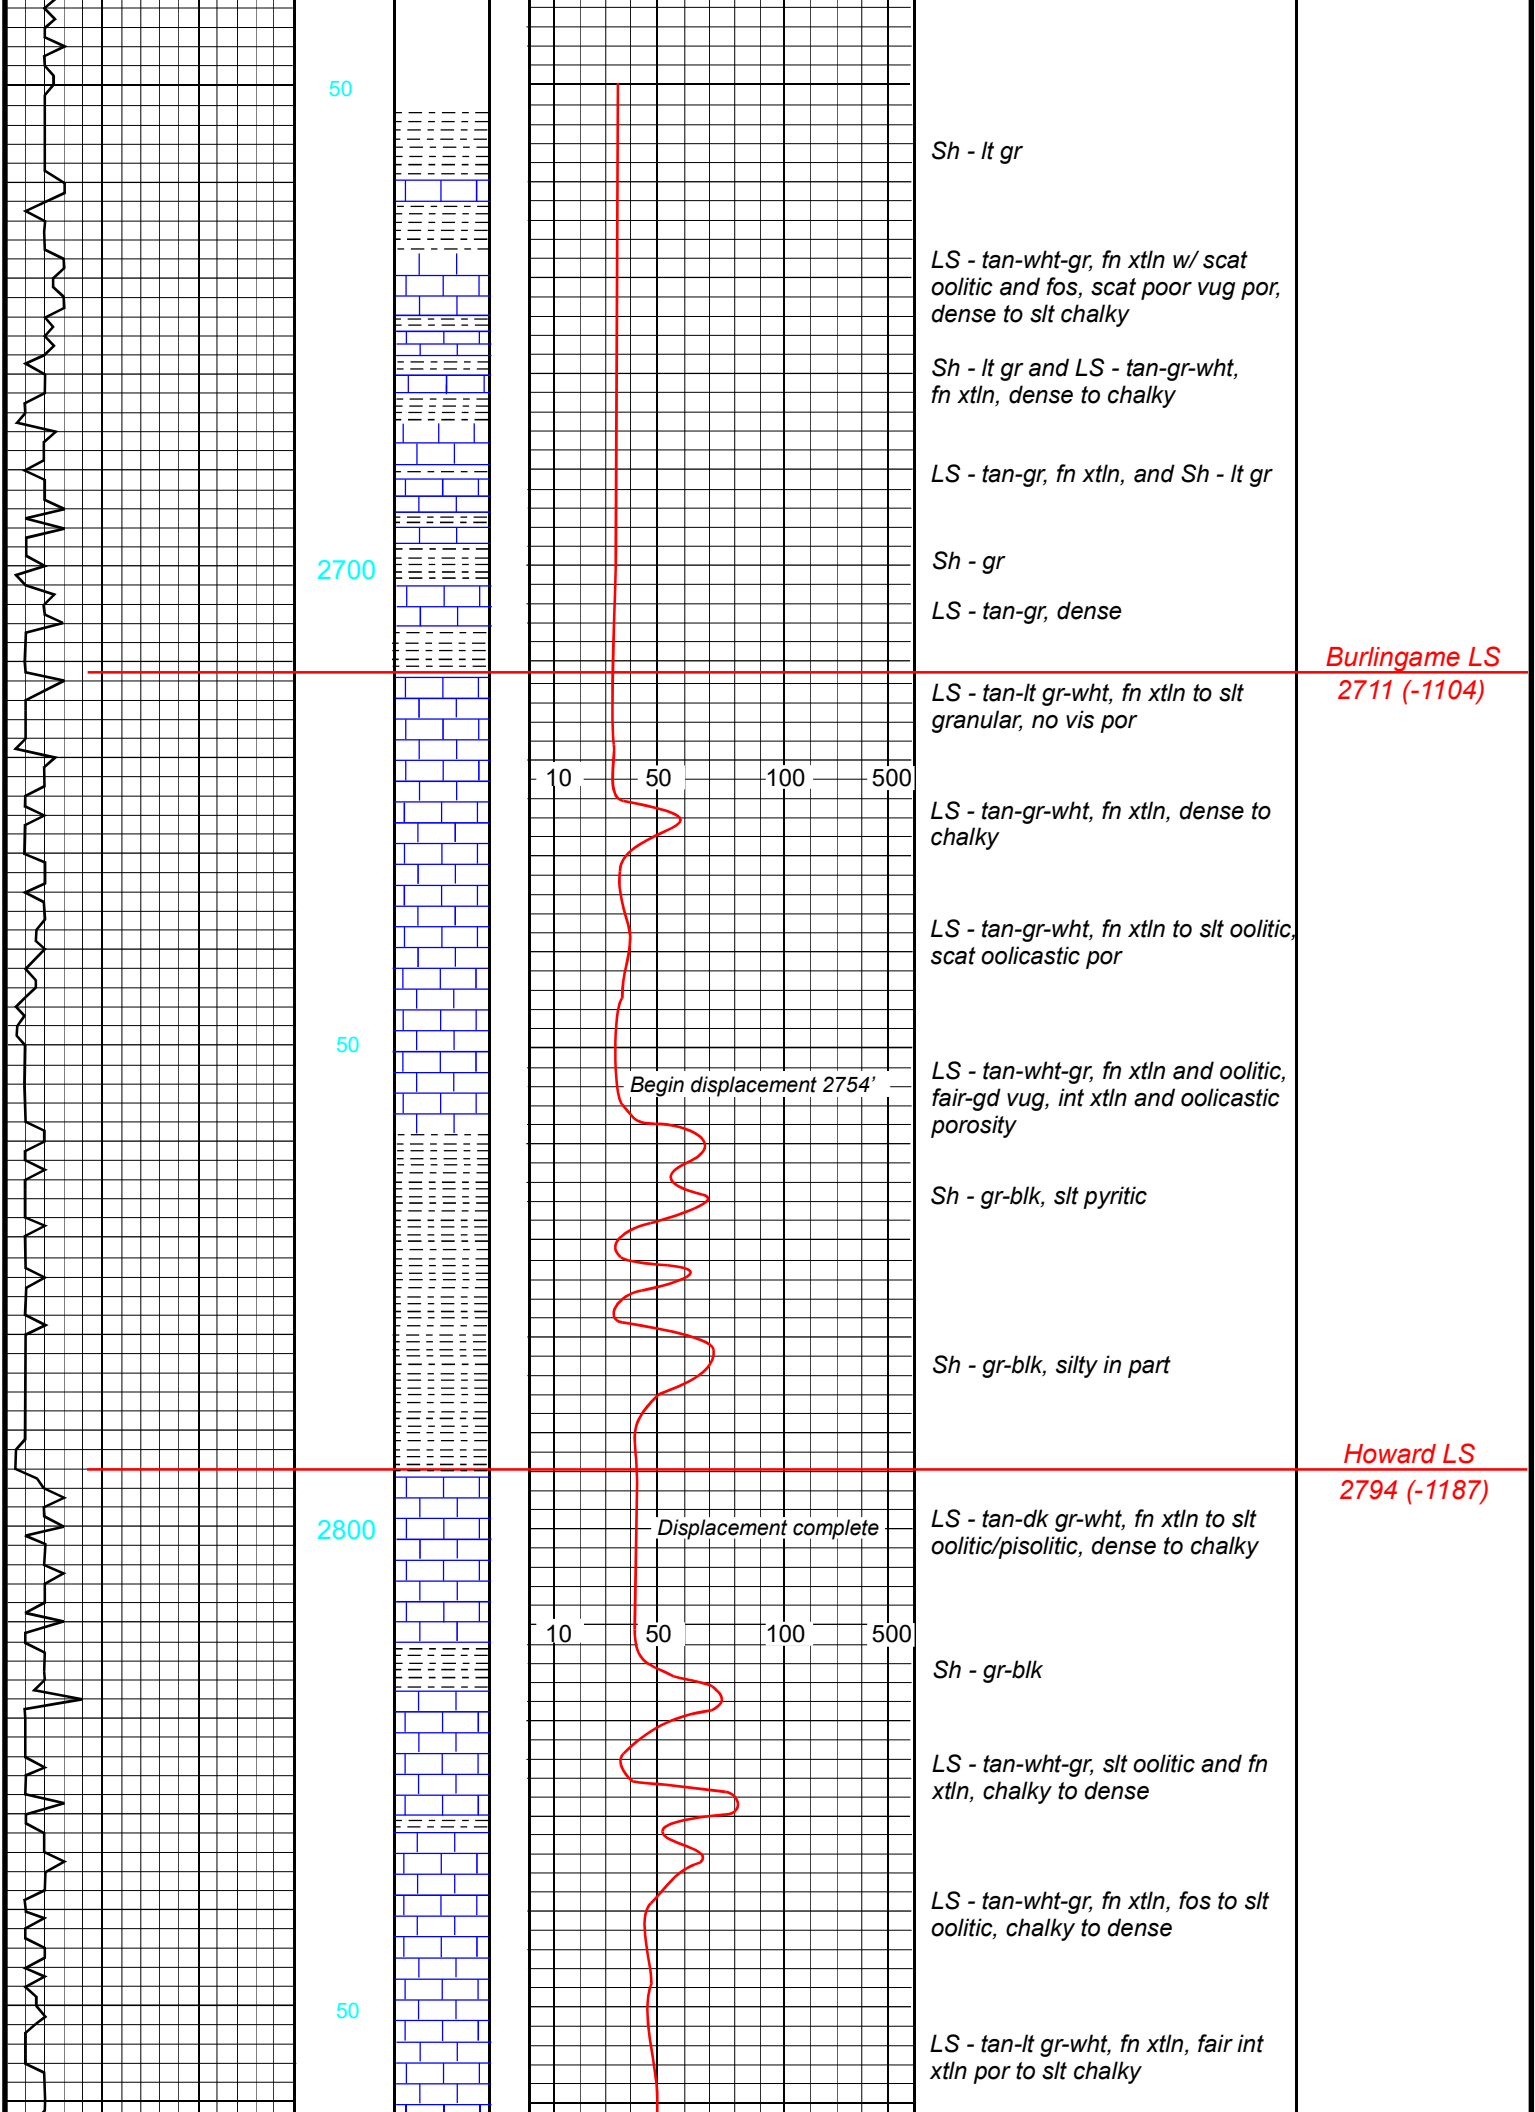 50
Sh - lt gr
LS - tan-wht-gr, fn xtln w/ scat
oolitic and fos, scat poor vug por,
dense to slt chalky
Sh - lt gr and LS - tan-gr-wht,
fn xtln, dense to chalky
LS - tan-gr, fn xtln, and Sh - lt gr
2700
Sh - gr
LS - tan-gr, dense
Burlingame LS
2711 (-1104)
LS - tan-lt gr-wht, fn xtln to slt
granular, no vis por
10 50 100 500
LS - tan-gr-wht, fn xtln, dense to
chalky
LS - tan-gr-wht, fn xtln to slt oolitic,
scat oolicastic por
50
Begin displacement 2754’
LS - tan-wht-gr, fn xtln and oolitic,
fair-gd vug, int xtln and oolicastic
porosity
Sh - gr-blk, slt pyritic
Sh - gr-blk, silty in part
Howard LS
2794 (-1187)
2800
Displacement complete
LS - tan-dk gr-wht, fn xtln to slt
oolitic/pisolitic, dense to chalky
10 50 100 500
Sh - gr-blk
LS - tan-wht-gr, slt oolitic and fn
xtln, chalky to dense
LS - tan-wht-gr, fn xtln, fos to slt
oolitic, chalky to dense
50
LS - tan-lt gr-wht, fn xtln, fair int
xtln por to slt chalky